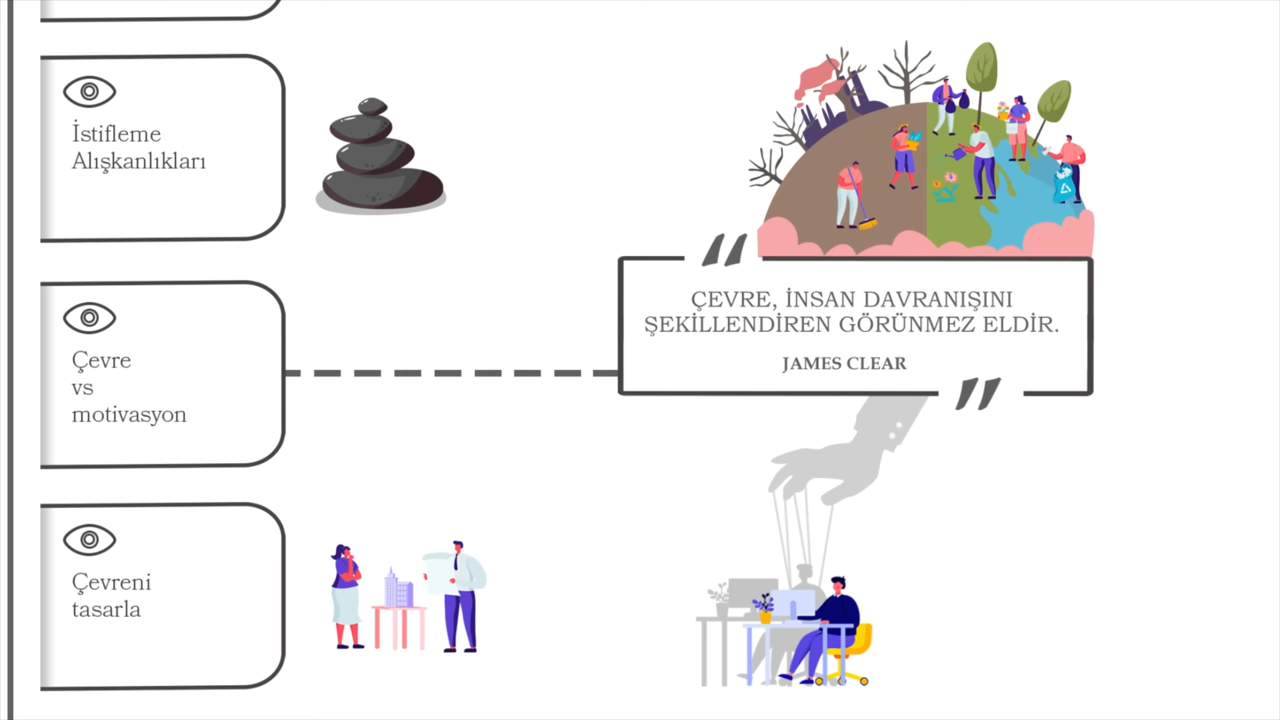 İstifleme
Alışkanlıkları
Çevre
vs
motivasyon
" ÇEVRE, İNSAN DAVRANIŞINI
ŞEKİLLENDİREN GÖRÜNMEZ ELDİR.
JAMES CLEAR "
Çevreni
tasarla